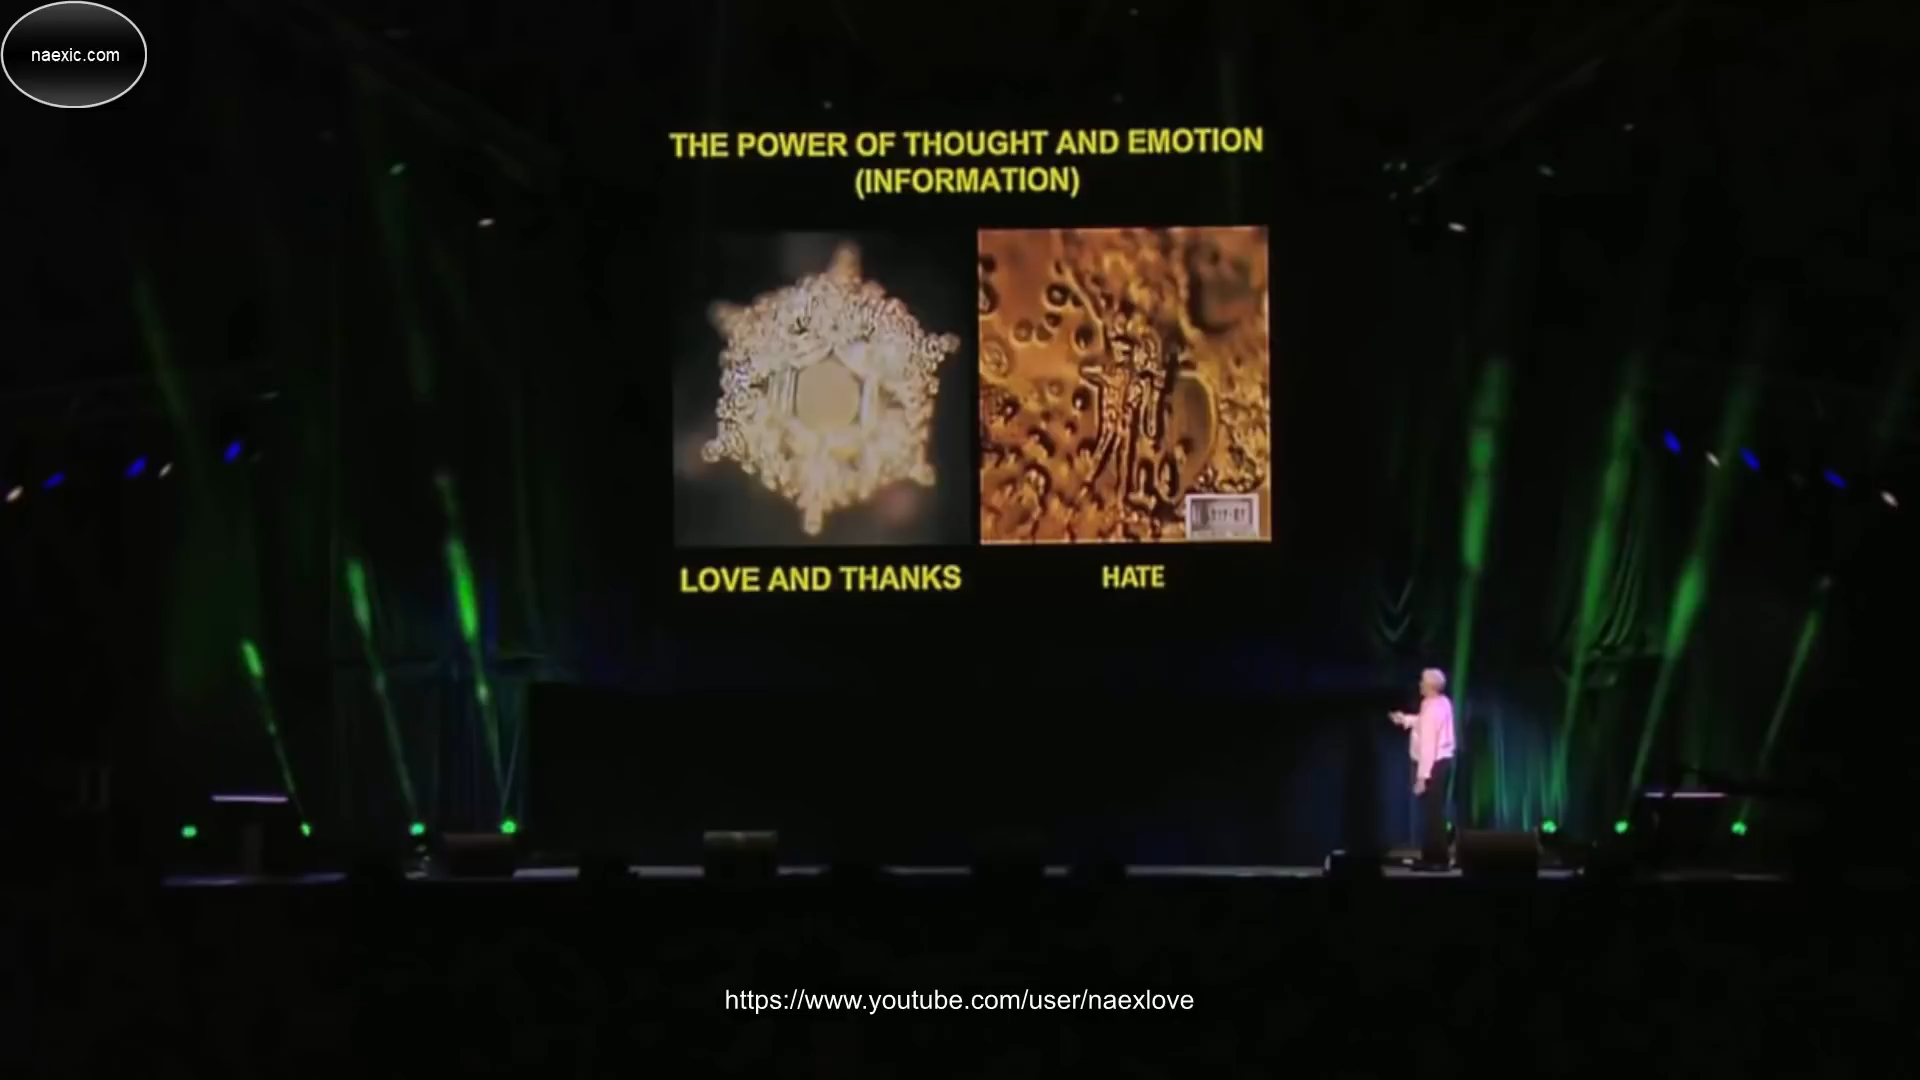 naexic.com
THE POWER OF THOUGHT AND EMOTION
(INFORMATION)
LOVE AND THANKS
HATE
https://www.youtube.com/user/naexlove